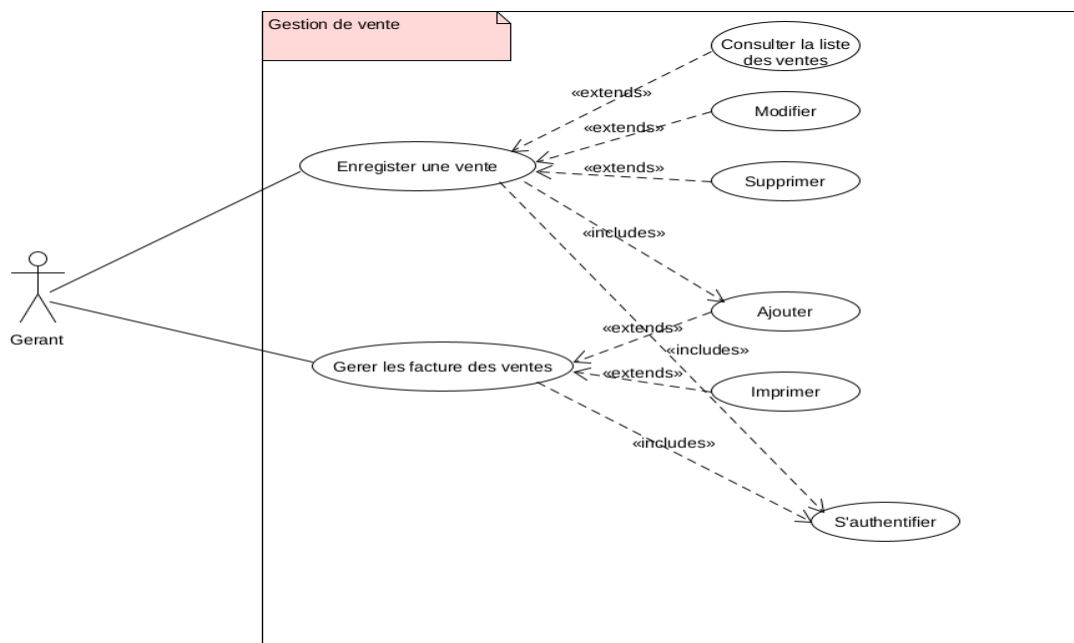 Gestion de vente
Consulter la liste
des ventes
«extends»
Modifier
«extends»
Enregister une vente
«extends»
Supprimer
«includes»
Ajouter
«extends»
Gerant
«includes»
Gerer les facture des ventes
«extends»
Imprimer
«includes»
S'authentifier